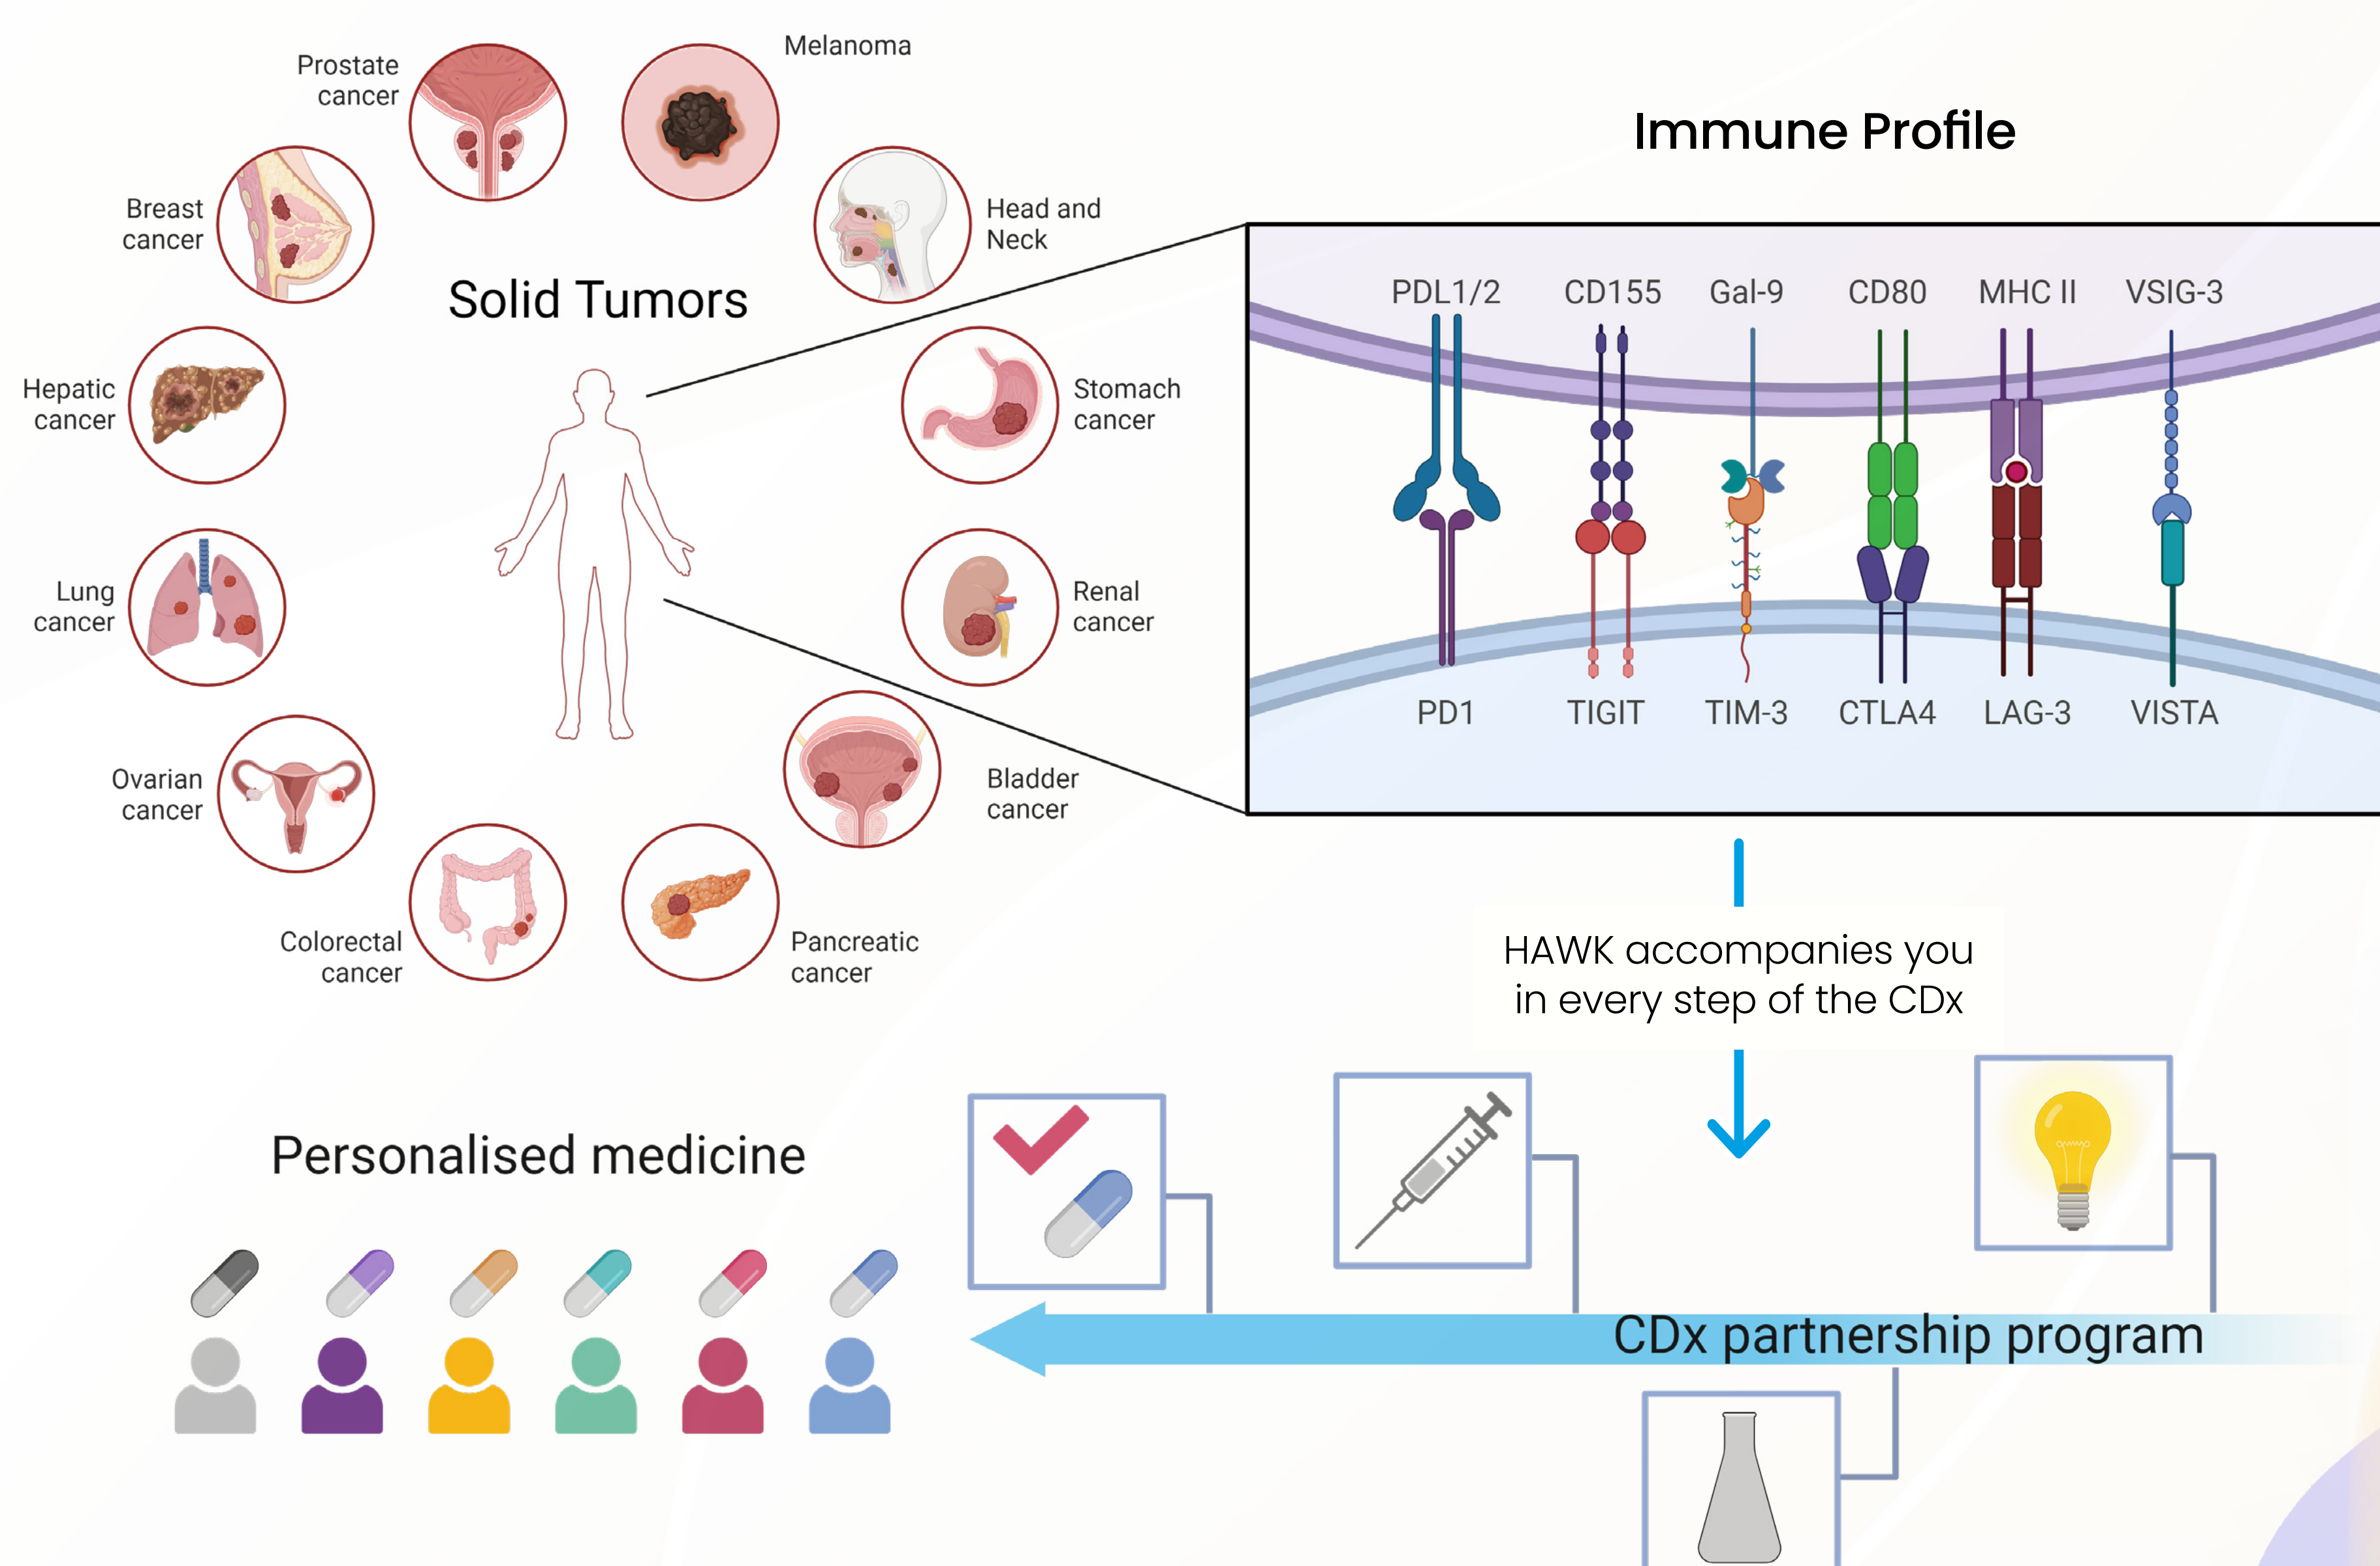 Prostate
cancer
Melanoma
Breast
cancer
Head and
Neck
Solid Tumors
Hepatic
cancer
Stomach
cancer
Lung
cancer
Renal
cancer
Ovarian
cancer
Bladder
cancer
Colorectal
cancer
Pancreatic
cancer
Immune Profile
PDL1/2 CD155 Gal-9 CD80 MHC II VSIG-3
PD1 TIGIT TIM-3 CTLA4 LAG-3 VISTA
HAWK accompanies you
in every step of the CDx
Personalised medicine
CDx partnership program